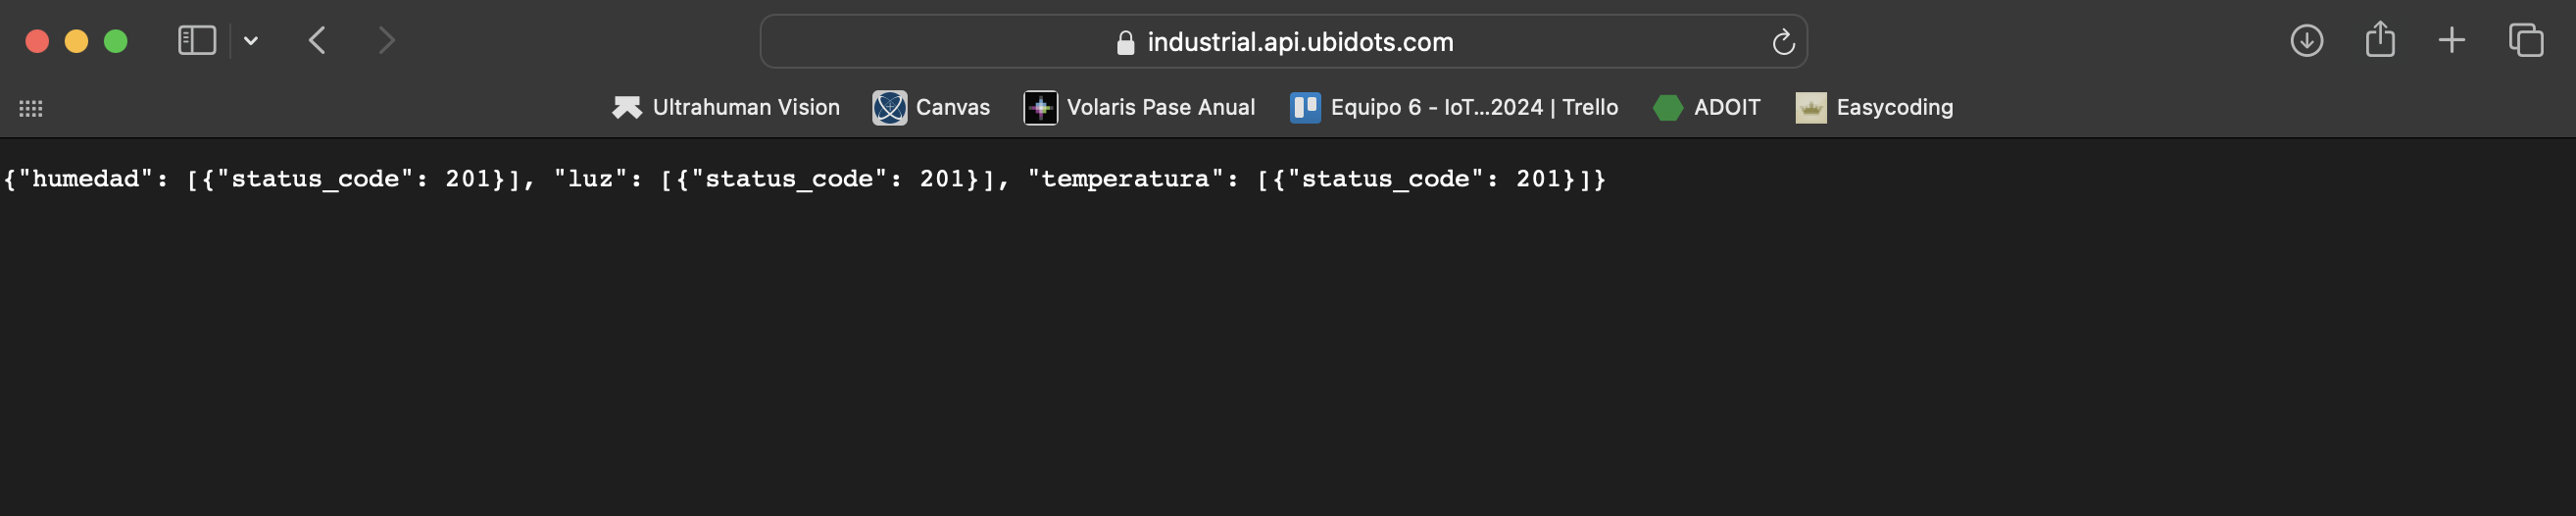 industrial.api.ubidots.com
Ultrahuman Vision Canvas Volaris Pase Anual Equipo 6 - IoT...2024 | Trello ADOIT Easycoding
{"humedad": [{"status_code": 201}], "luz": [{"status_code": 201}], "temperatura": [{"status_code": 201}]}